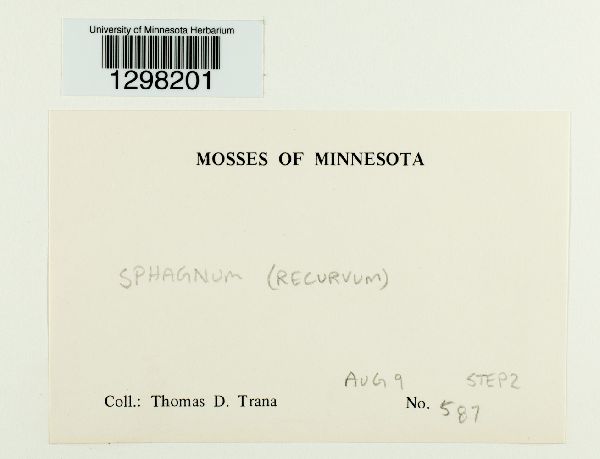 University of Minnesota Herbarium
1298201
MOSSES OF MINNESOTA
SPHAGNUM (RECURVUM)
AUG 9 STEP2
Coll.: Thomas D. Trana No. 587